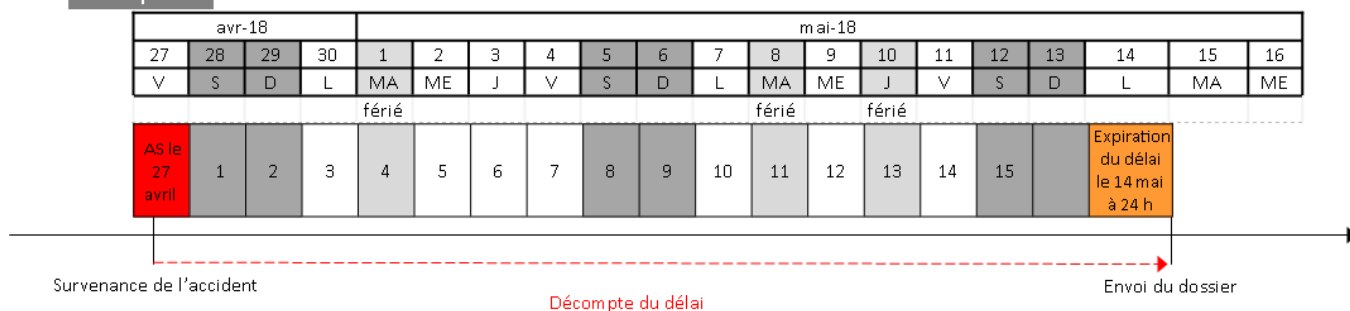 avr-18 mai-18
27 28 29 30 1 2 3 4 5 6 7 8 9 10 11 12 13 14 15 16
V S D L MA ME J V S D L MA ME J V S D L MA ME
férié férié férié
AS le
27
avril
1 2 3 4 5 6 7 8 9 10 11 12 13 14 15
Expiration
du délai
le 14 mai
à 24 h
Survenance de l'accident
Décompte du délai
Envoi du dossier